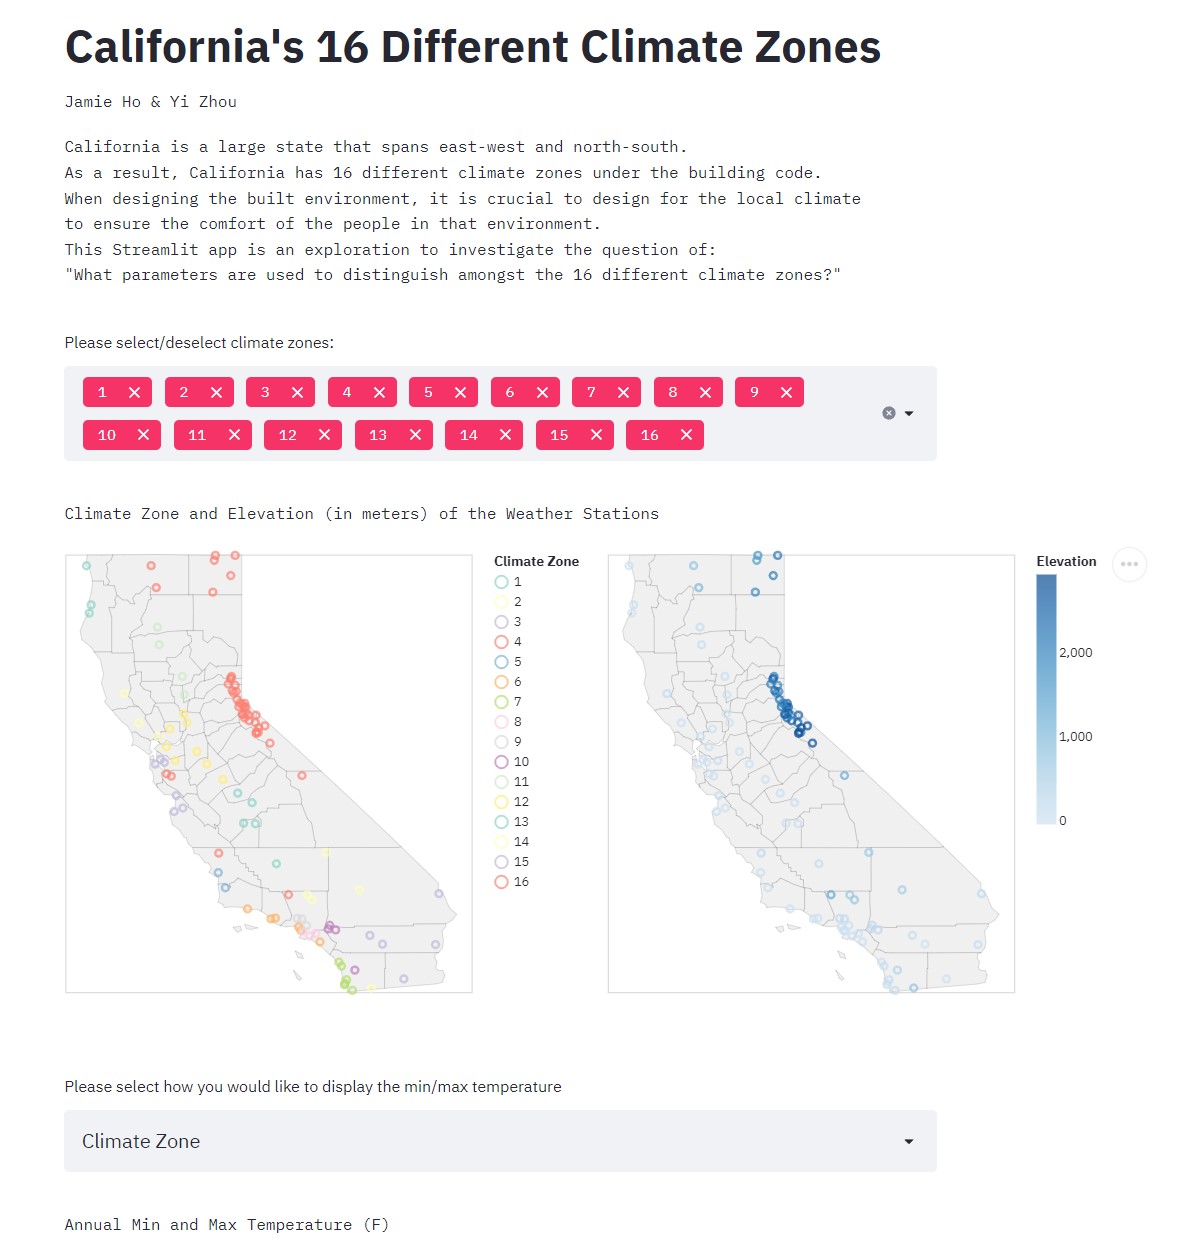 California's 16 Different Climate Zones
Jamie Ho & Yi Zhou
California is a large state that spans east-west and north-south.
As a result, California has 16 different climate zones under the building code.
When designing the built environment, it is crucial to design for the local climate
to ensure the comfort of the people in that environment.
This Streamlit app is an exploration to investigate the question of:
"What parameters are used to distinguish amongst the 16 different climate zones?"
Please select/deselect climate zones:
1 2 3 4 5 6 7 8 9
10 11 12 13 14 15 16
Climate Zone and Elevation (in meters) of the Weather Stations
Climate Zone
1
2
3
4
5
6
7
8
9
10
11
12
13
14
15
16
Elevation
2,000
1,000
0
Please select how you would like to display the min/max temperature
Climate Zone
Annual Min and Max Temperature (F)